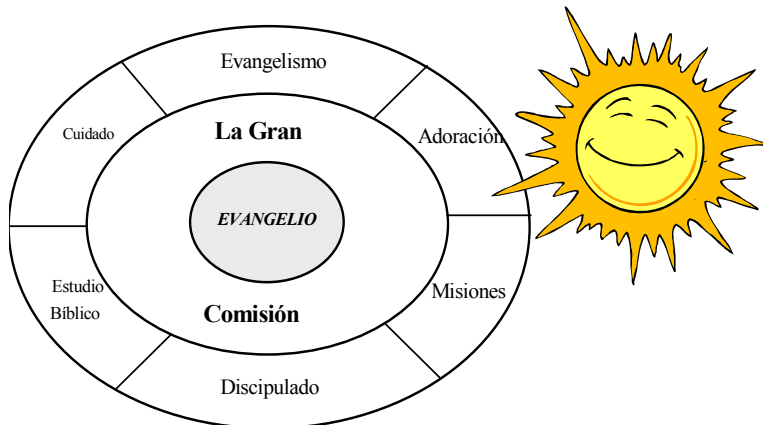 Evangelismo
Cuidado
La Gran
Adoración
EVANGELIO
Estudio
Bíblico
Misiones
Comisión
Discipulado